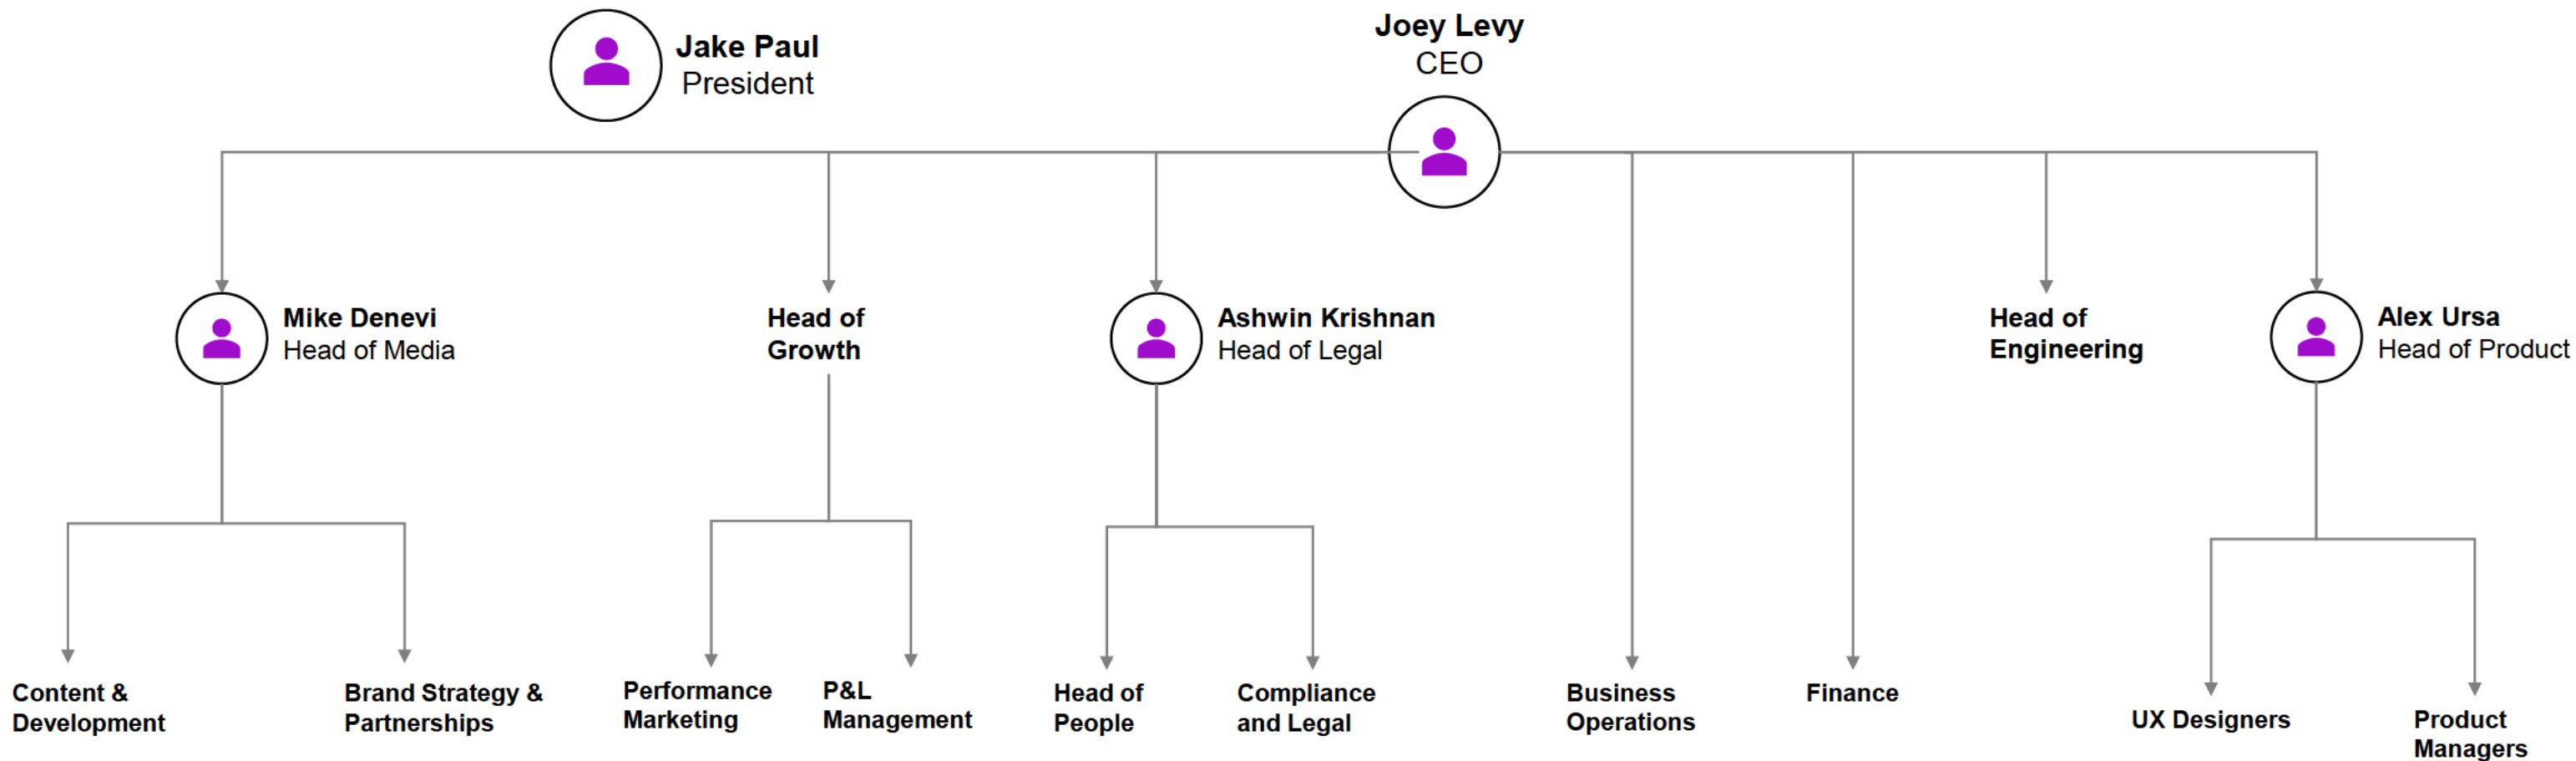 Jake Paul
President
Joey Levy
CEO
Mike Denevi
Head of Media
Head of
Growth
Ashwin Krishnan
Head of Legal
Head of
Engineering
Alex Ursa
Head of Product
Content &
Development
Brand Strategy &
Partnerships
Performance
Marketing
P&L
Management
Head of
People
Compliance
and Legal
Business
Operations
Finance
UX Designers
Product
Managers